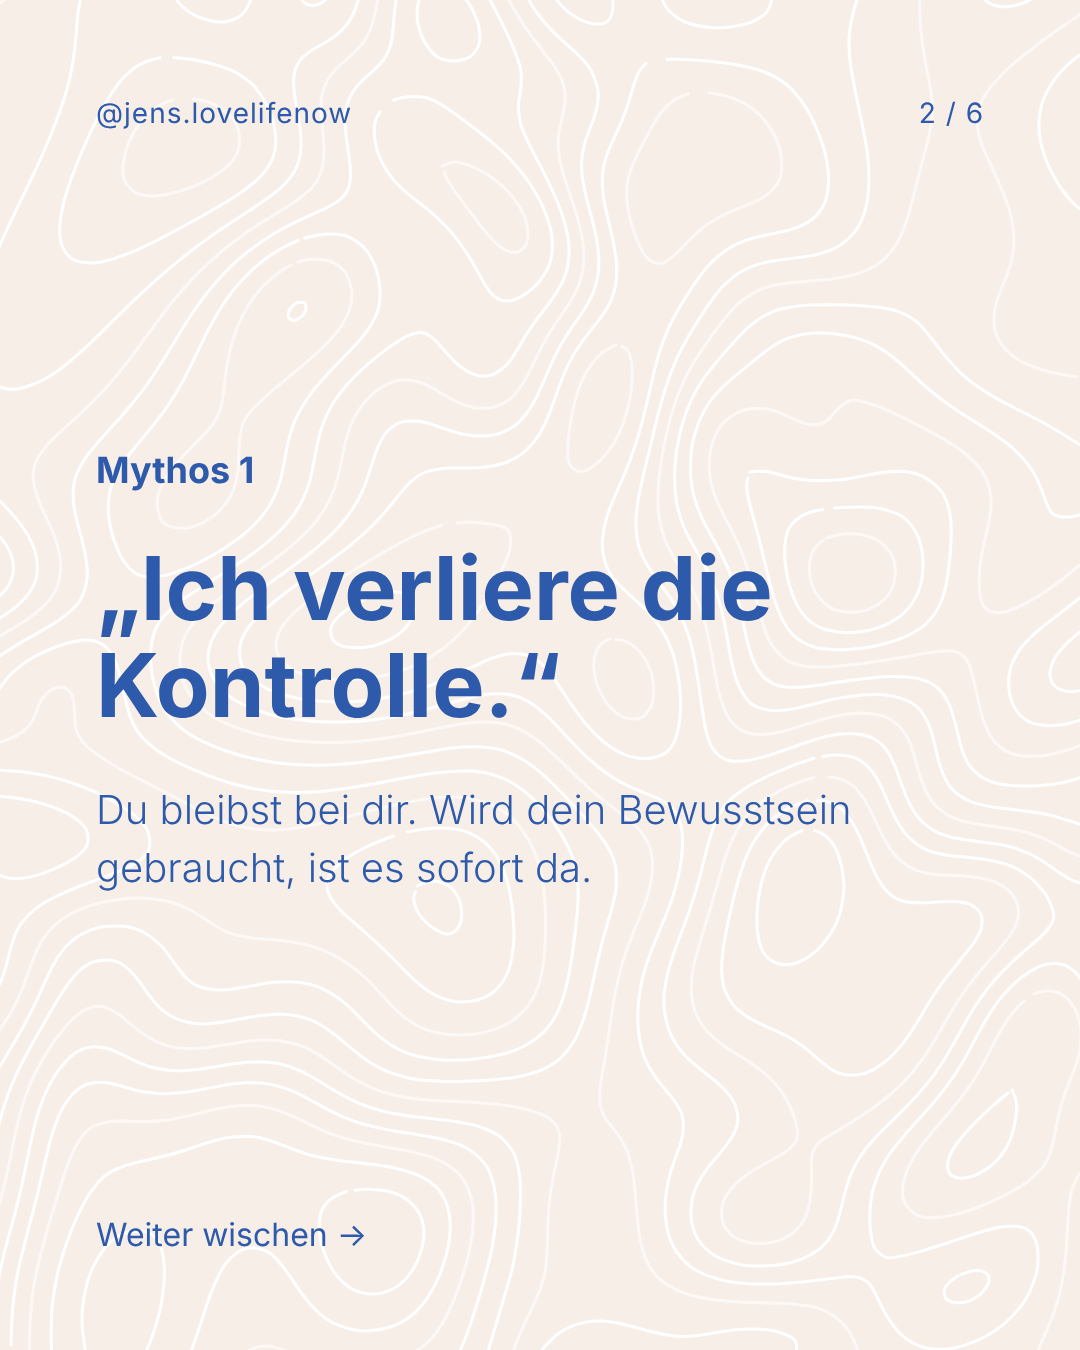 @jens.lovelifenow
2 / 6
Mythos 1
„Ich verliere die
Kontrolle.“
Du bleibst bei dir. Wird dein Bewusstsein
gebraucht, ist es sofort da.
Weiter wischen →